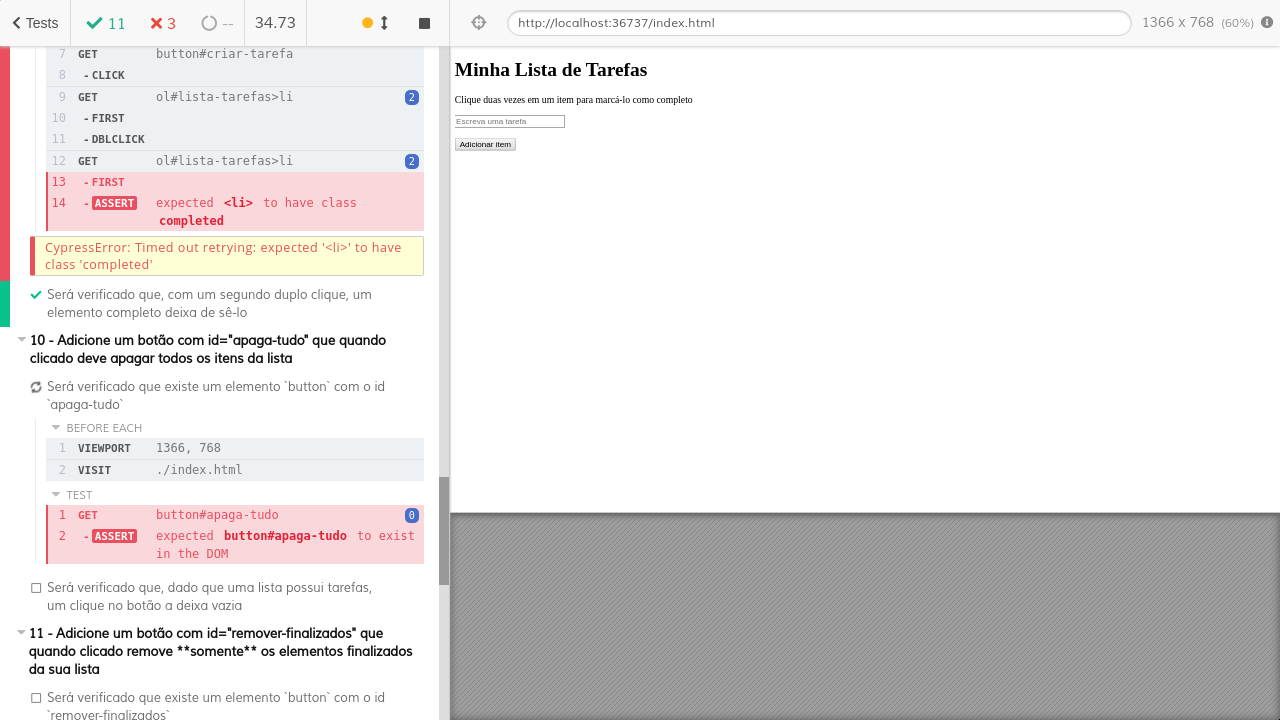 Tests 11 3 -- 34.73
http://localhost:36737/index.html 1366 x 768 (60%)
7 GET button#criar-tarefa
8 - CLICK
9 GET ol#lista-tarefas>li 2
10 - FIRST
11 - DBLCLICK
12 GET ol#lista-tarefas>li 2
13 - FIRST
14 - ASSERT expected <li> to have class
completed
CypressError: Timed out retrying: expected '<li>' to have
class 'completed'
Será verificado que, com um segundo duplo clique, um
elemento completo deixa de sê-lo
10 - Adicione um botão com id="apaga-tudo" que quando
clicado deve apagar todos os itens da lista
Será verificado que existe um elemento `button` com o id
`apaga-tudo`
BEFORE EACH
1 VIEWPORT 1366, 768
2 VISIT ./index.html
TEST
1 GET button#apaga-tudo 0
2 - ASSERT expected button#apaga-tudo to exist
in the DOM
Será verificado que, dado que uma lista possui tarefas,
um clique no botão a deixa vazia
11 - Adicione um botão com id="remover-finalizados" que
quando clicado remove **somente** os elementos finalizados
da sua lista
Será verificado que existe um elemento `button` com o id
`remover-finalizados`
Minha Lista de Tarefas
Clique duas vezes em um item para marcá-lo como completo
Escreva uma tarefa
Adicionar item